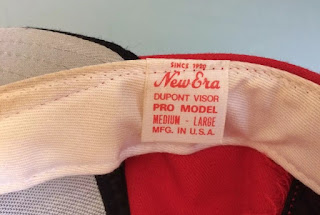 SINCE 1920
New Era
DUPONT VISOR
PRO MODEL
MEDIUM - LARGE
MFG. IN U.S.A.